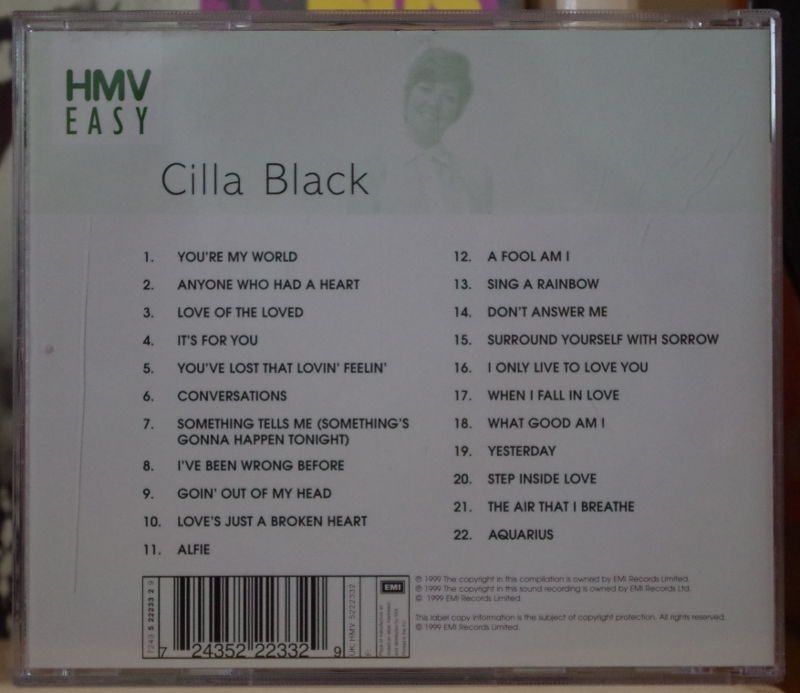 HMV
EASY
Cilla Black
1. YOU'RE MY WORLD
2. ANYONE WHO HAD A HEART
3. LOVE OF THE LOVED
4. IT'S FOR YOU
5. YOU'VE LOST THAT LOVIN' FEELIN'
6. CONVERSATIONS
7. SOMETHING TELLS ME (SOMETHING'S
GONNA HAPPEN TONIGHT)
8. I'VE BEEN WRONG BEFORE
9. GOIN' OUT OF MY HEAD
10. LOVE'S JUST A BROKEN HEART
11. ALFIE
12. A FOOL AM I
13. SING A RAINBOW
14. DON'T ANSWER ME
15. SURROUND YOURSELF WITH SORROW
16. I ONLY LIVE TO LOVE YOU
17. WHEN I FALL IN LOVE
18. WHAT GOOD AM I
19. YESTERDAY
20. STEP INSIDE LOVE
21. THE AIR THAT I BREATHE
22. AQUARIUS
7243 5 22233 2 9
7 24352 22332 9
UK: HMV 5222332
EMI
℗ 1999 The copyright in this compilation is owned by EMI Records Limited.
℗ 1999 The copyright in this sound recording is owned by EMI Records Ltd.
© 1999 EMI Records Limited.
This label copy information is the subject of copyright protection. All rights reserved.
© 1999 EMI Records Limited.